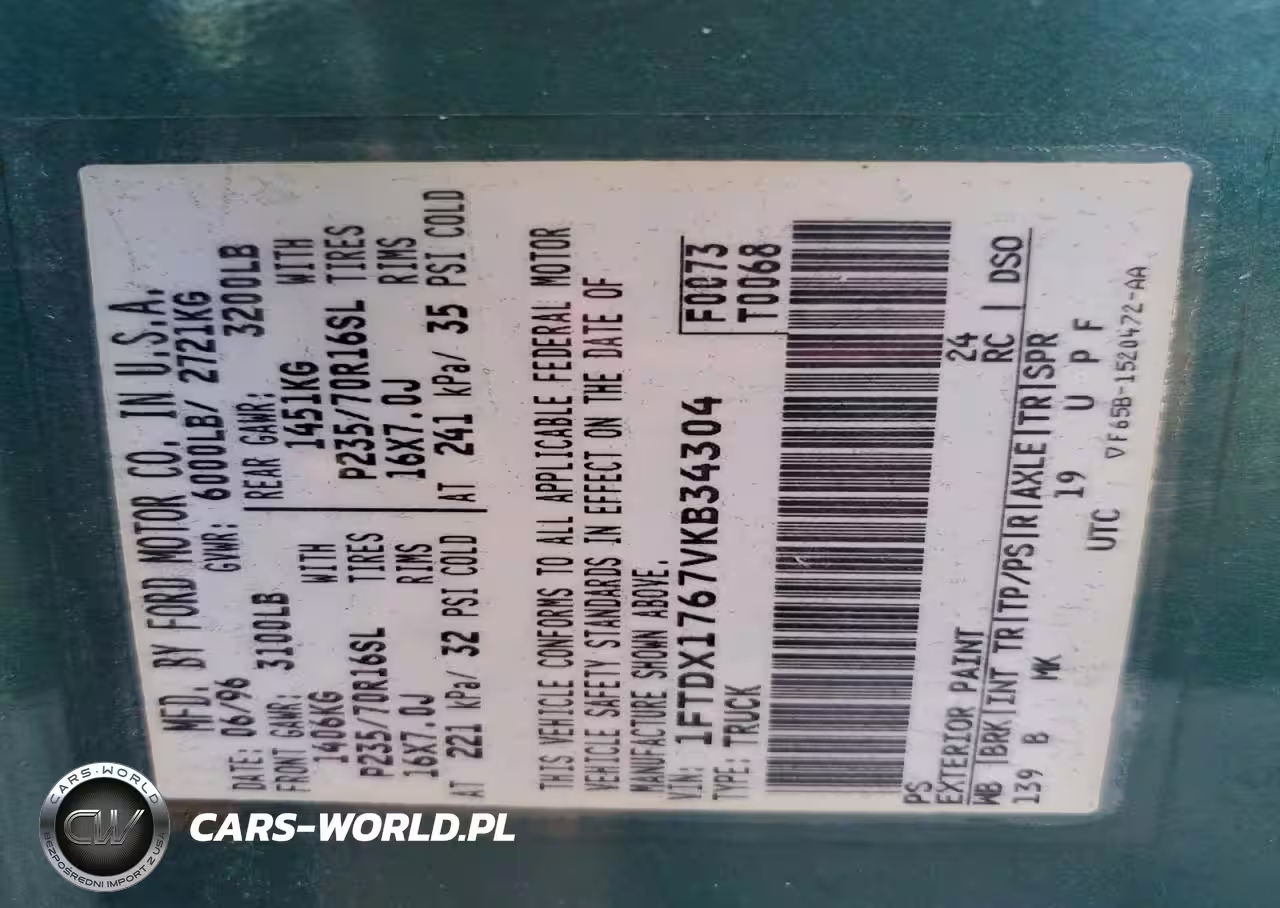 MFD. BY FORD MOTOR CO. IN U.S.A.
DATE: 06/96 GVWR: 6000LB/ 2721KG
FRONT GAWR: 3100LB REAR GAWR: 3200LB
1406KG WITH 1451KG WITH
P235/70R16SL TIRES P235/70R16SL TIRES
16X7.0J RIMS 16X7.0J RIMS
AT 221 kPa/ 32 PSI COLD AT 241 kPa/ 35 PSI COLD
THIS VEHICLE CONFORMS TO ALL APPLICABLE FEDERAL MOTOR
VEHICLE SAFETY STANDARDS IN EFFECT ON THE DATE OF
MANUFACTURE SHOWN ABOVE.
VIN: 1FTDX1767VKB34304 F0073
TYPE: TRUCK T0068
PS 24
EXTERIOR PAINT RC DSO
WB BRK INT TR TP/PS R AXLE TR SPR
139 B MK 19 U P F
UTC ▽F65B-1520472-AA
CARS-WORLD
CW
BEZPOŚREDNI IMPORT Z USA
CARS-WORLD.PL